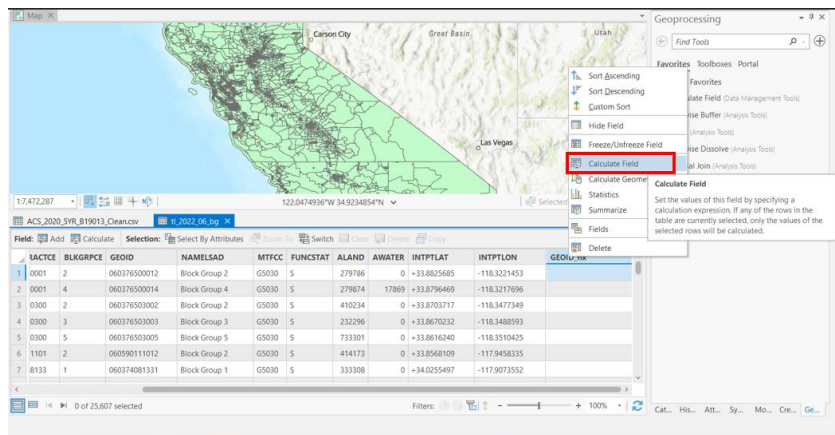 Map
Geoprocessing
Find Tools
Favorites Toolboxes Portal
Favorites
late Field (Data Management Tools)
ise Buffer (Analysis Tools)
(Analysis Tools)
ise Dissolve (Analysis Tools)
al Join (Analysis Tools)
Carson City
Great Basin
Utah
Las Vegas
Sort Ascending
Sort Descending
Custom Sort
Hide Field
Freeze/Unfreeze Field
Calculate Field
Calculate Geome
Statistics
Summarize
Fields
Delete
Calculate Field
Set the values of this field by specifying a
calculation expression. If any of the rows in the
table are currently selected, only the values of the
selected rows will be calculated.
1:7,472,287
122.0474936°W 34.9234854°N
Selected
ACS_2020_5YR_B19013_Clean.csv tl_2022_06_bg
Field: Add Calculate Selection: Select By Attributes Zoom To Switch Clear Delete Copy
RACTCE BLKGRPCE GEOID NAMELSAD MTFCC FUNCSTAT ALAND AWATER INTPTLAT INTPTLON GEOID_fix
1 0001 2 060376500012 Block Group 2 G5030 S 279786 0 +33.8825685 -118.3221453
2 0001 4 060376500014 Block Group 4 G5030 S 279874 17869 +33.8796469 -118.3217696
3 0300 2 060376503002 Block Group 2 G5030 S 410234 0 +33.8703717 -118.3477349
4 0300 3 060376503003 Block Group 3 G5030 S 232296 0 +33.8670232 -118.3488593
5 0300 5 060376503005 Block Group 5 G5030 S 733301 0 +33.8616240 -118.3510425
6 1101 2 060590111012 Block Group 2 G5030 S 414173 0 +33.8568109 -117.9458335
7 8133 1 060374081331 Block Group 1 G5030 S 333308 0 +34.0255497 -117.9073552
0 of 25,607 selected
Filters: - + 100%
Cat... His... Att... Sy... Mo... Cre... Ge...